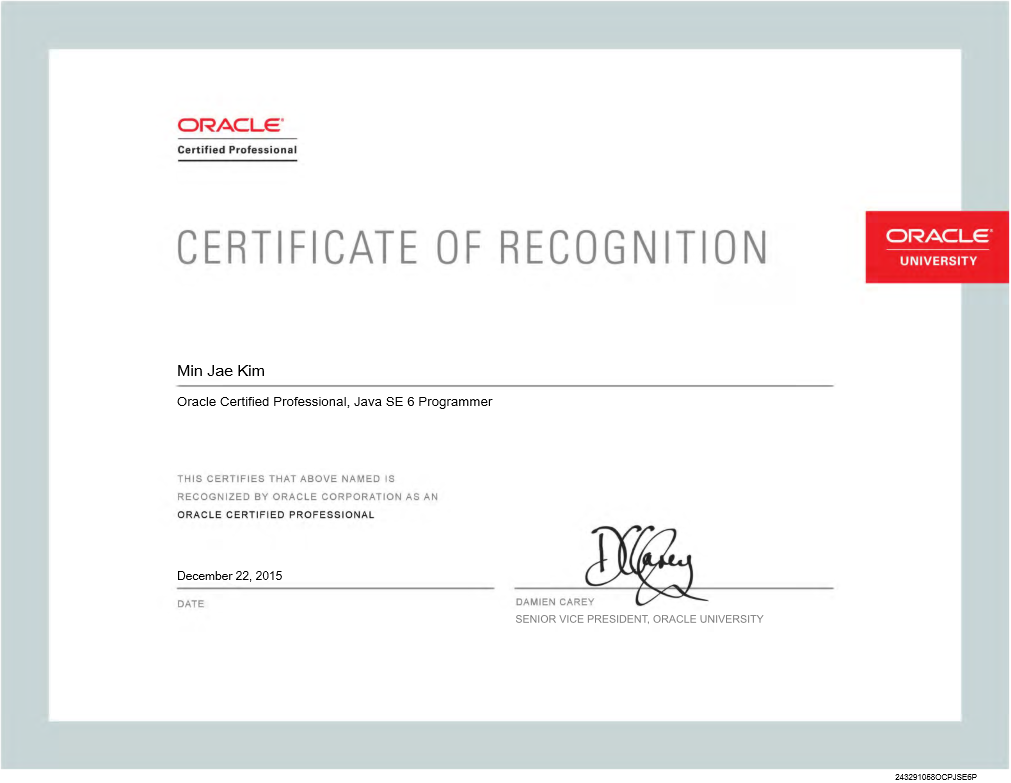 ORACLE®
Certified Professional
CERTIFICATE OF RECOGNITION
ORACLE®
UNIVERSITY
Min Jae Kim
Oracle Certified Professional, Java SE 6 Programmer
THIS CERTIFIES THAT ABOVE NAMED IS
RECOGNIZED BY ORACLE CORPORATION AS AN
ORACLE CERTIFIED PROFESSIONAL
DCarey
December 22, 2015
DATE
DAMIEN CAREY
SENIOR VICE PRESIDENT, ORACLE UNIVERSITY
243291058OCPJSE6P